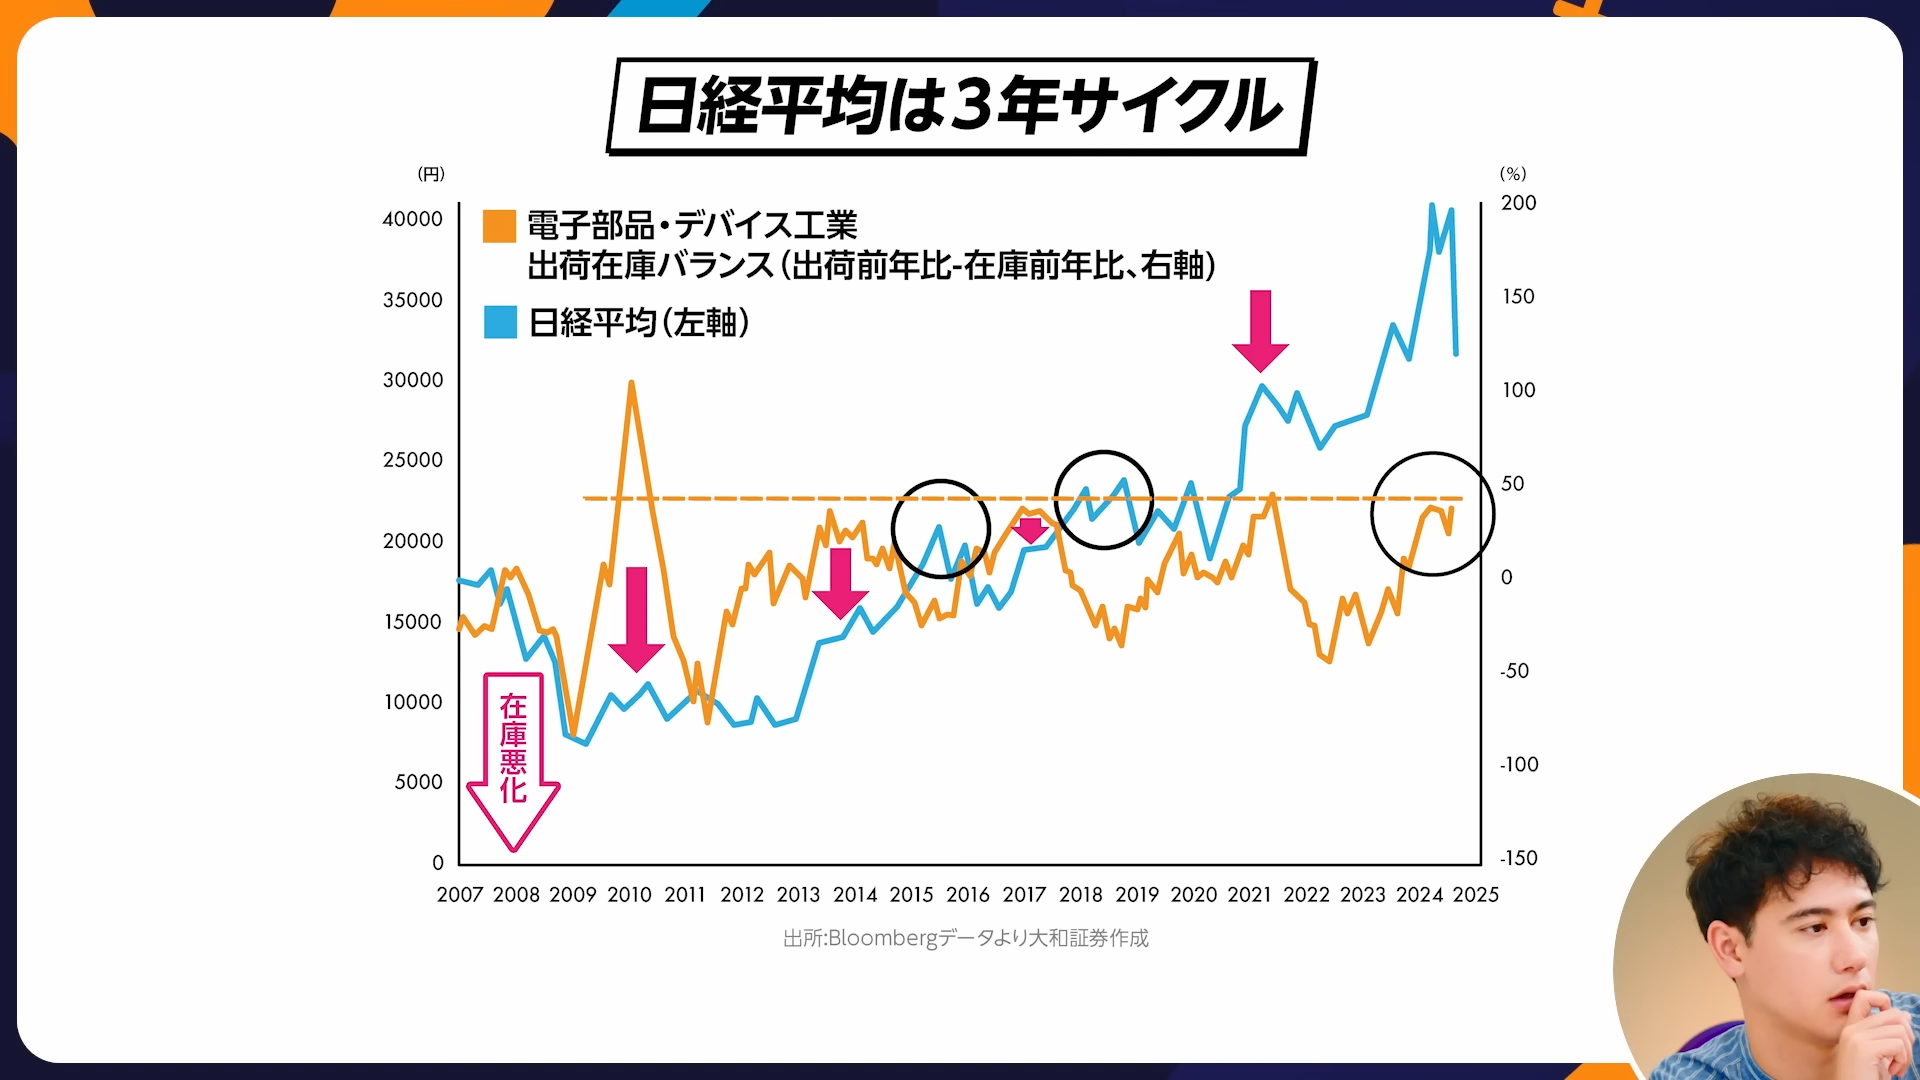 日経平均は3年サイクル
(円)
(%)
電子部品・デバイス工業
出荷在庫バランス(出荷前年比-在庫前年比、右軸)
日経平均(左軸)
40000
35000
30000
25000
20000
15000
10000
5000
0
200
150
100
50
0
-50
-100
-150
在庫悪化
2007 2008 2009 2010 2011 2012 2013 2014 2015 2016 2017 2018 2019 2020 2021 2022 2023 2024 2025
出所:Bloombergデータより大和証券作成